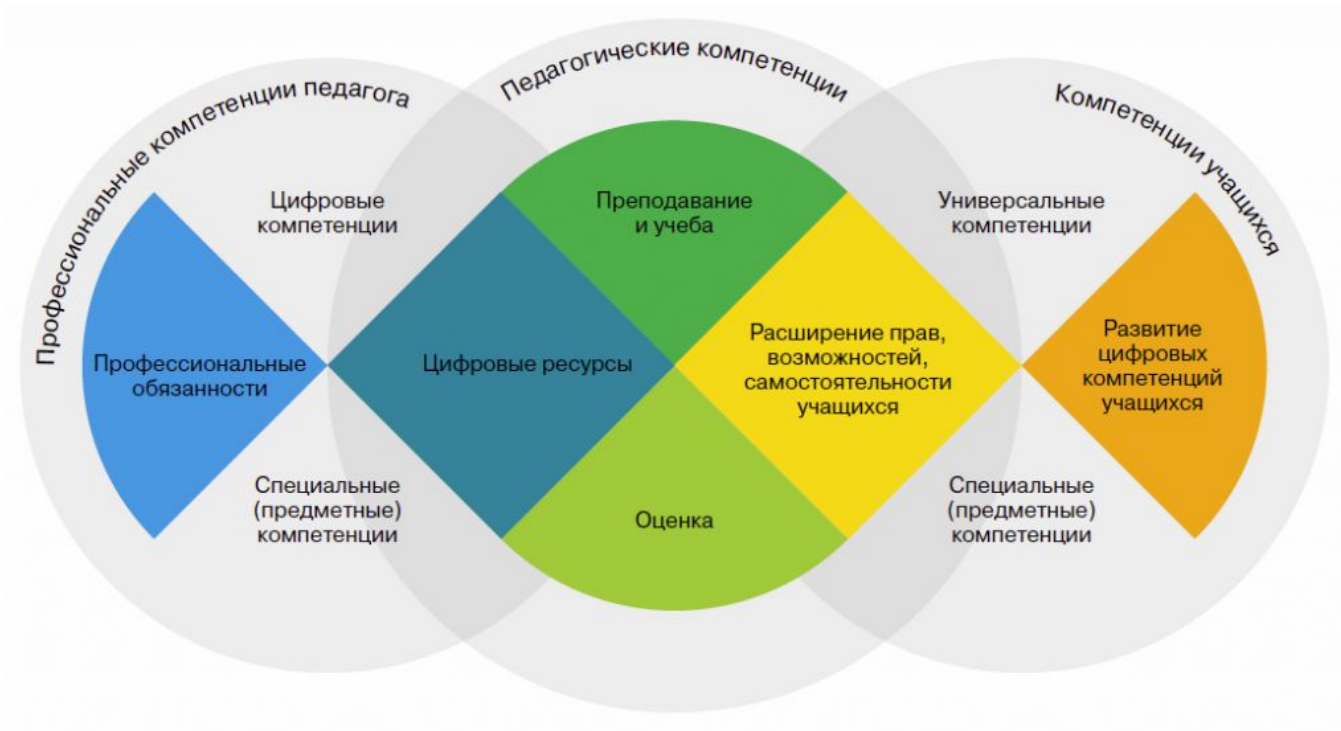 Профессиональные компетенции педагога
Педагогические компетенции
Компетенции учащихся
Цифровые
компетенции
Преподавание
и учеба
Универсальные
компетенции
Профессиональные
обязанности
Цифровые ресурсы
Расширение прав,
возможностей,
самостоятельности
учащихся
Развитие
цифровых
компетенций
учащихся
Специальные
(предметные)
компетенции
Оценка
Специальные
(предметные)
компетенции